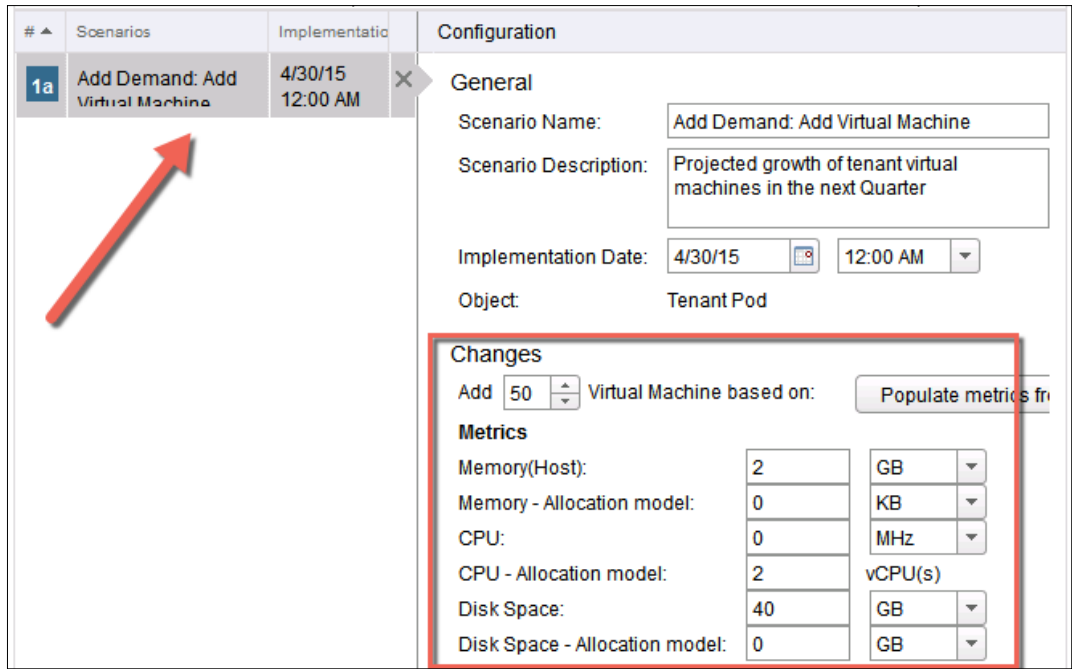 # Scenarios Implementatio Configuration
1a Add Demand: Add Virtual Machine 4/30/15 12:00 AM
General
Scenario Name: Add Demand: Add Virtual Machine
Scenario Description: Projected growth of tenant virtual
machines in the next Quarter
Implementation Date: 4/30/15 12:00 AM
Object: Tenant Pod
Changes
Add 50 Virtual Machine based on: Populate metrics fr
Metrics
Memory(Host): 2 GB
Memory - Allocation model: 0 KB
CPU: 0 MHz
CPU - Allocation model: 2 vCPU(s)
Disk Space: 40 GB
Disk Space - Allocation model: 0 GB